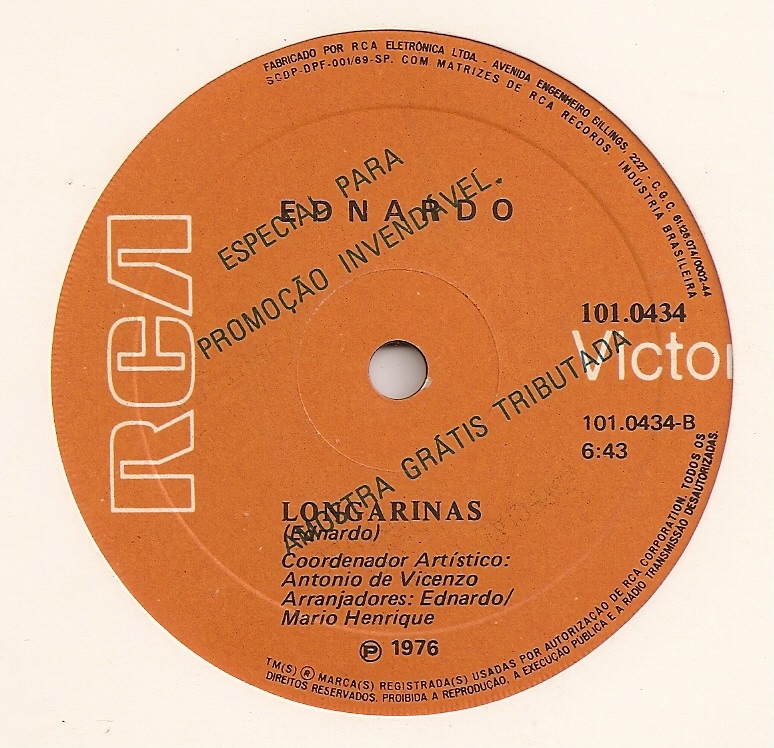 FABRICADO POR RCA ELETRÔNICA LTDA. - AVENIDA ENGENHEIRO BILLINGS, 2227 - C.G.C. 61/126.074/0002-44
SCDP-DPF-001/69-SP. COM MATRIZES DE RCA RECORDS. INDÚSTRIA BRASILEIRA
ESPECIAL PARA
PROMOÇÃO INVENDÁVEL.
EDNARDO
RCA
101.0434
Victor
AMOSTRA GRÁTIS TRIBUTADA
101.0434-B
6:43
LONGARINAS
(Ednardo)
Coordenador Artístico:
Antonio de Vicenzo
Arranjadores: Ednardo/
Mario Henrique
℗ 1976
TM(S) ® MARCA(S) REGISTRADA(S) USADAS POR AUTORIZAÇÃO DE RCA CORPORATION. TODOS OS
DIREITOS RESERVADOS. PROIBIDA A REPRODUÇÃO, A EXECUÇÃO PÚBLICA E A RÁDIO TRANSMISSÃO DESAUTORIZADAS.